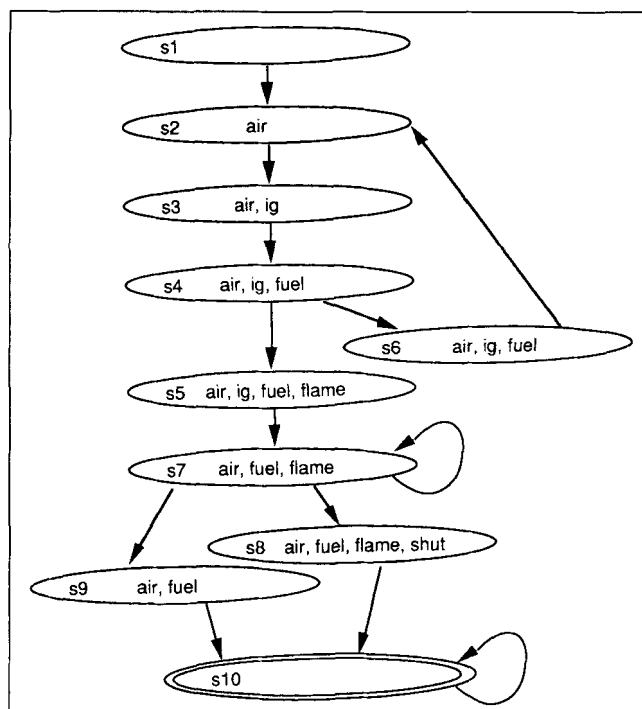 s1
s2 air
s3 air, ig
s4 air, ig, fuel
s6 air, ig, fuel
s5 air, ig, fuel, flame
s7 air, fuel, flame
s8 air, fuel, flame, shut
s9 air, fuel
s10